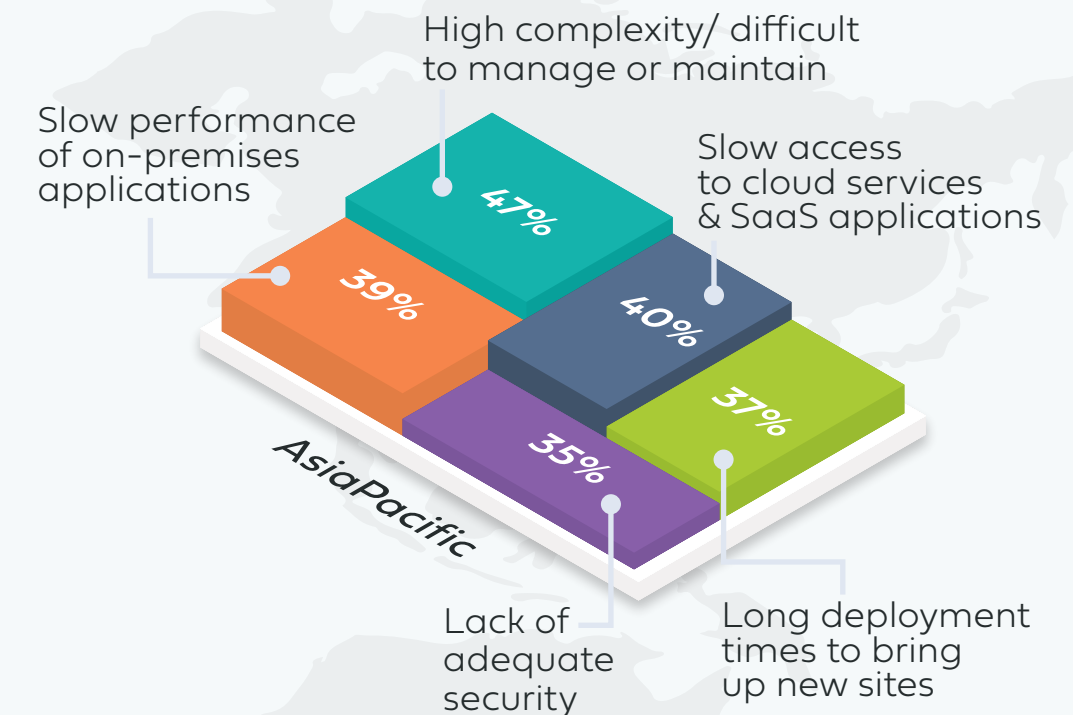 High complexity/ difficult
to manage or maintain
Slow performance
of on-premises
applications
Slow access
to cloud services
& SaaS applications
47%
39%
40%
37%
35%
AsiaPacific
Lack of
adequate
security
Long deployment
times to bring
up new sites